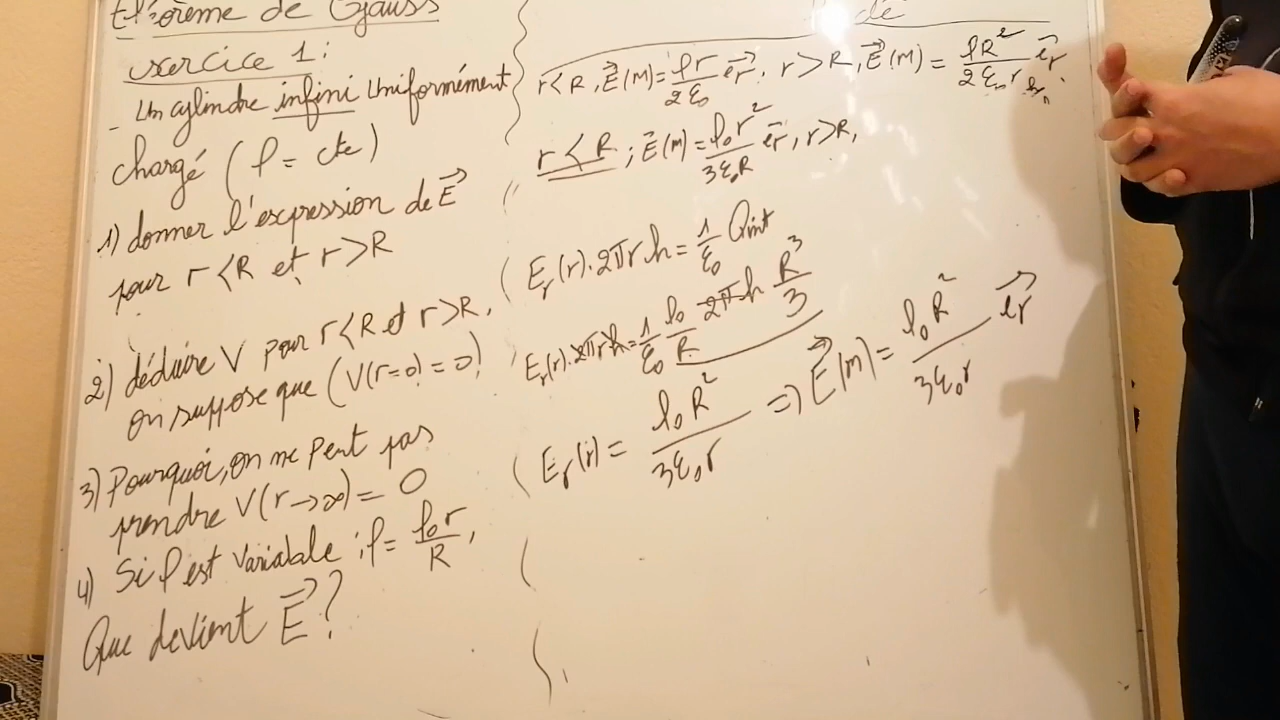 théorème de Gauss
exercice 1 :
- Un cylindre infini Uniformément
chargé (ρ = cte)
1) donner l'expression de E⃗
pour r < R et r > R
2) déduire V pour r < R et r > R,
on suppose que (V(r=0) = 0)
3) Pourquoi, on ne peut pas
prendre V(r→∞) = 0
4) Si ρ est variable ; ρ = ρ₀r/R,
Que devient E⃗ ?
r < R, E⃗(M) = ρr/2ε₀ e⃗r, r > R, E⃗(M) = ρR²/2ε₀r e⃗r
r < R ; E⃗(M) = ρ₀r²/3ε₀R e⃗r, r > R,
Er(r).2πr.h = 1/ε₀ Qint
Er(r).2πrh = 1/ε₀ ρ₀/R 2πh R³/3
Er(r) = ρ₀R²/3ε₀r => E⃗(M) = ρ₀R²/3ε₀r e⃗r